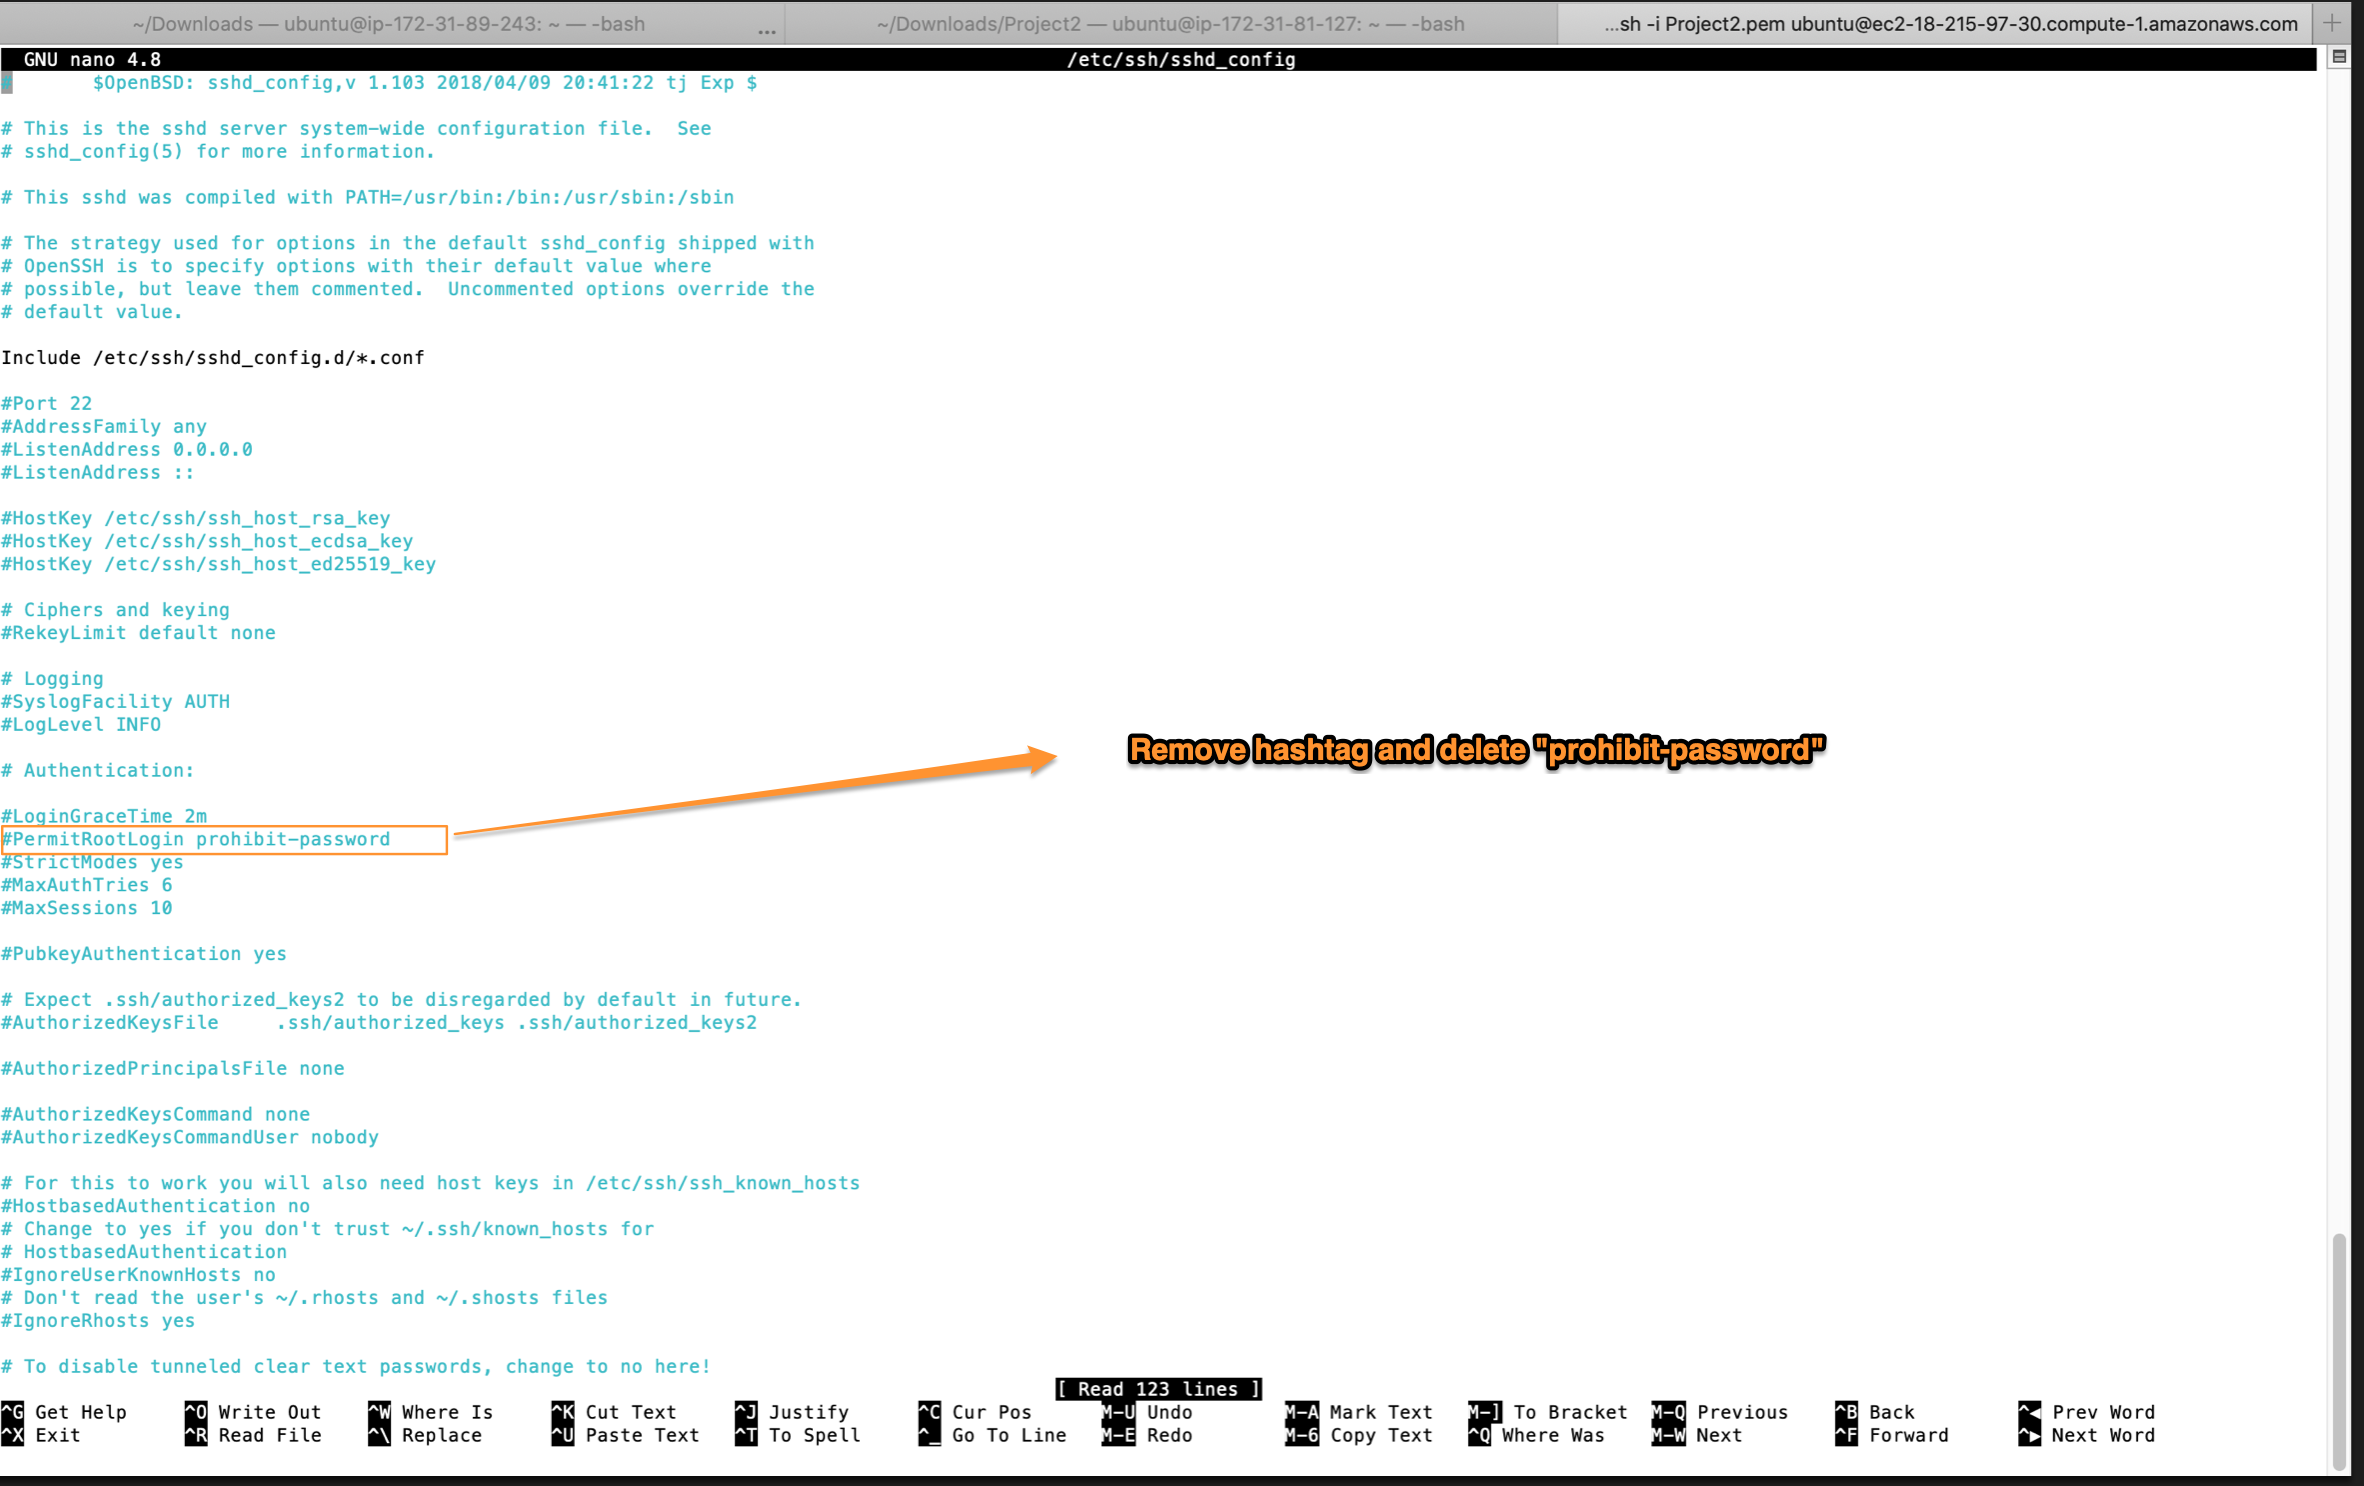 ~/Downloads — ubuntu@ip-172-31-89-243: ~ — -bash ... ~/Downloads/Project2 — ubuntu@ip-172-31-81-127: ~ — -bash ...sh -i Project2.pem ubuntu@ec2-18-215-97-30.compute-1.amazonaws.com +
GNU nano 4.8 /etc/ssh/sshd_config
# $OpenBSD: sshd_config,v 1.103 2018/04/09 20:41:22 tj Exp $
# This is the sshd server system-wide configuration file. See
# sshd_config(5) for more information.
# This sshd was compiled with PATH=/usr/bin:/bin:/usr/sbin:/sbin
# The strategy used for options in the default sshd_config shipped with
# OpenSSH is to specify options with their default value where
# possible, but leave them commented. Uncommented options override the
# default value.
Include /etc/ssh/sshd_config.d/*.conf
#Port 22
#AddressFamily any
#ListenAddress 0.0.0.0
#ListenAddress ::
#HostKey /etc/ssh/ssh_host_rsa_key
#HostKey /etc/ssh/ssh_host_ecdsa_key
#HostKey /etc/ssh/ssh_host_ed25519_key
# Ciphers and keying
#RekeyLimit default none
# Logging
#SyslogFacility AUTH
#LogLevel INFO
Remove hashtag and delete "prohibit-password"
# Authentication:
#LoginGraceTime 2m
#PermitRootLogin prohibit-password
#StrictModes yes
#MaxAuthTries 6
#MaxSessions 10
#PubkeyAuthentication yes
# Expect .ssh/authorized_keys2 to be disregarded by default in future.
#AuthorizedKeysFile .ssh/authorized_keys .ssh/authorized_keys2
#AuthorizedPrincipalsFile none
#AuthorizedKeysCommand none
#AuthorizedKeysCommandUser nobody
# For this to work you will also need host keys in /etc/ssh/ssh_known_hosts
#HostbasedAuthentication no
# Change to yes if you don't trust ~/.ssh/known_hosts for
# HostbasedAuthentication
#IgnoreUserKnownHosts no
# Don't read the user's ~/.rhosts and ~/.shosts files
#IgnoreRhosts yes
# To disable tunneled clear text passwords, change to no here!
[ Read 123 lines ]
^G Get Help ^O Write Out ^W Where Is ^K Cut Text ^J Justify ^C Cur Pos M-U Undo M-A Mark Text M-] To Bracket M-Q Previous ^B Back ^◀ Prev Word
^X Exit ^R Read File ^\ Replace ^U Paste Text ^T To Spell ^_ Go To Line M-E Redo M-6 Copy Text ^Q Where Was M-W Next ^F Forward ^▶ Next Word